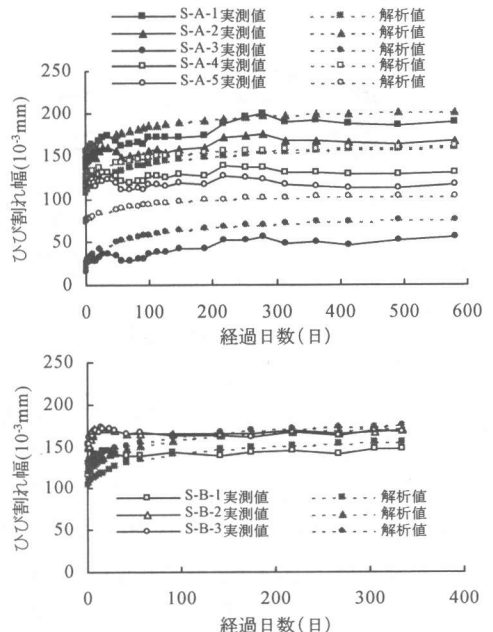 S-A-1実測値 解析値
S-A-2実測値 解析値
S-A-3実測値 解析値
S-A-4実測値 解析値
S-A-5実測値 解析値
ひび割れ幅(10⁻³mm)
250
200
150
100
50
0
0 100 200 300 400 500 600
経過日数(日)
ひび割れ幅(10⁻³mm)
250
200
150
100
50
0
S-B-1実測値 解析値
S-B-2実測値 解析値
S-B-3実測値 解析値
0 100 200 300 400
経過日数(日)